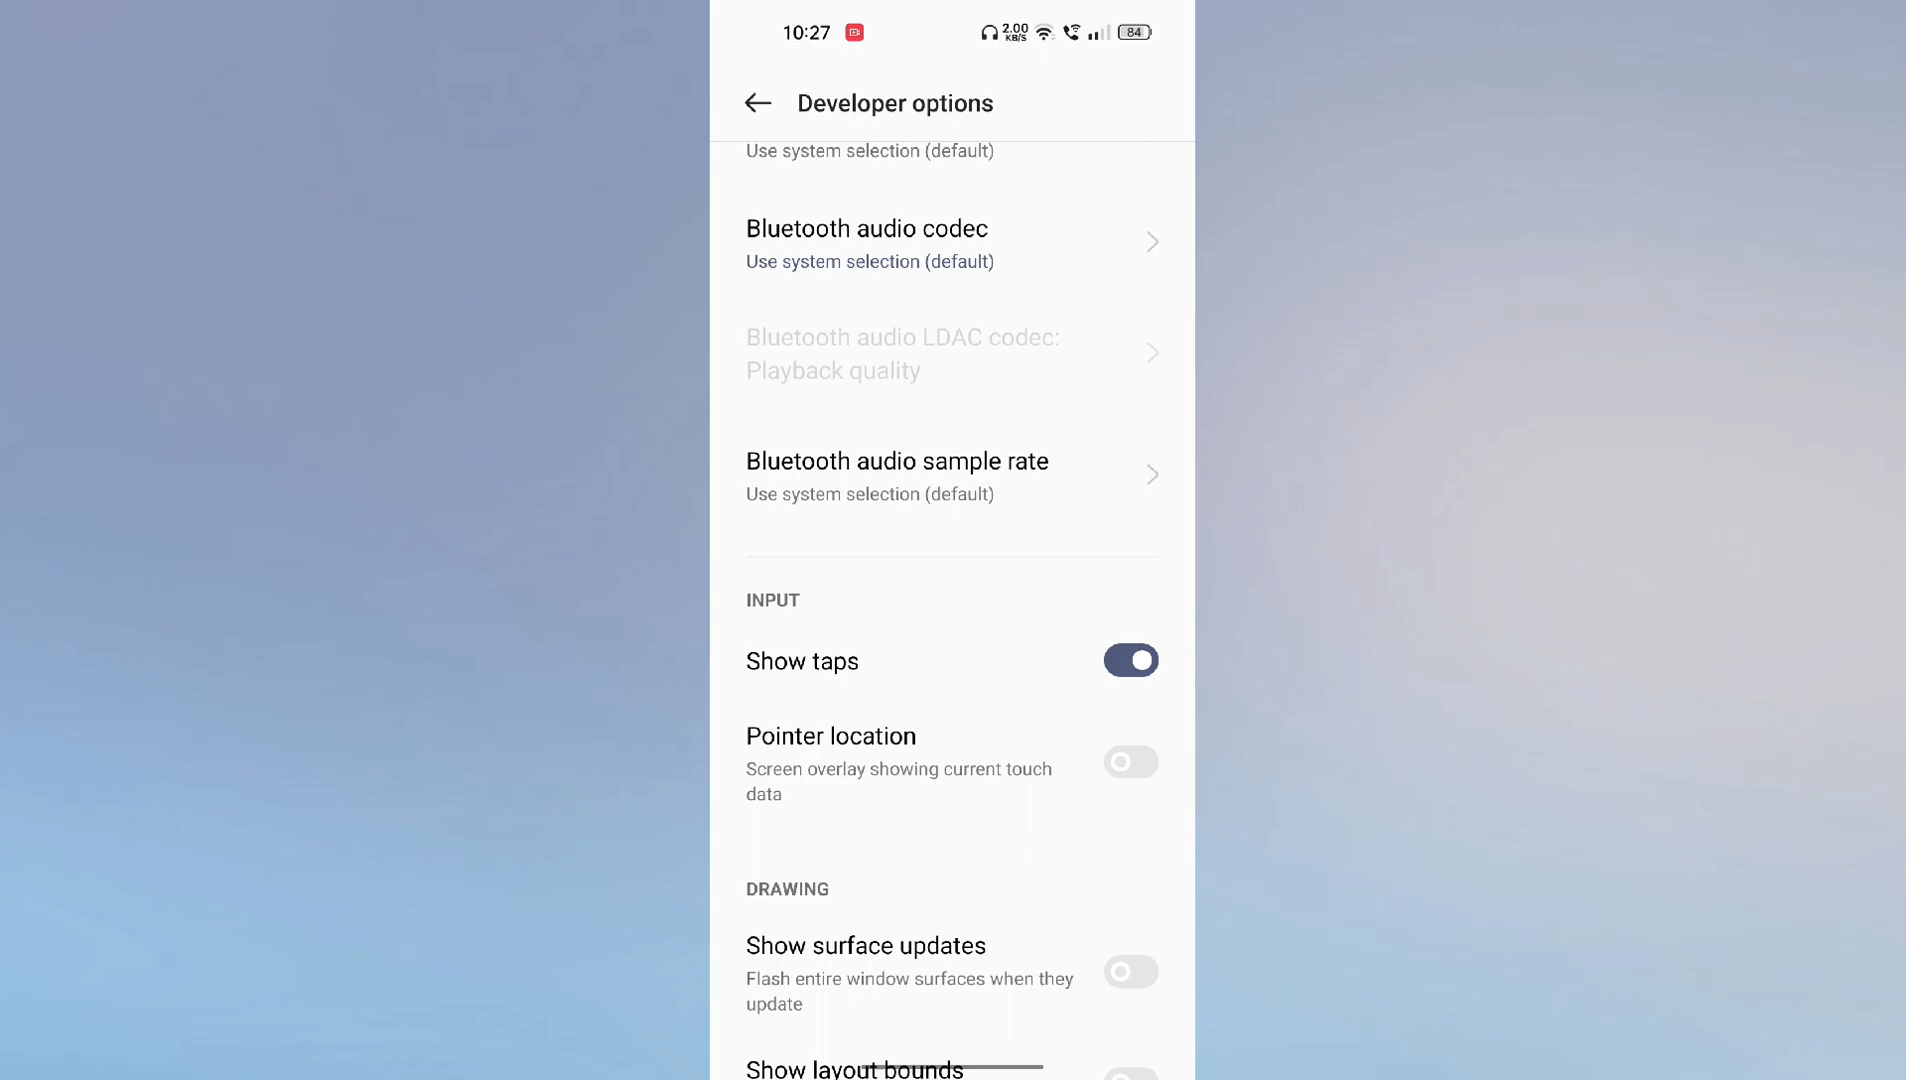 10:27 2.00 KB/S 84
Developer options
Use system selection (default)
Bluetooth audio codec
Use system selection (default)
Bluetooth audio LDAC codec:
Playback quality
Bluetooth audio sample rate
Use system selection (default)
INPUT
Show taps
Pointer location
Screen overlay showing current touch
data
DRAWING
Show surface updates
Flash entire window surfaces when they
update
Show layout bounds